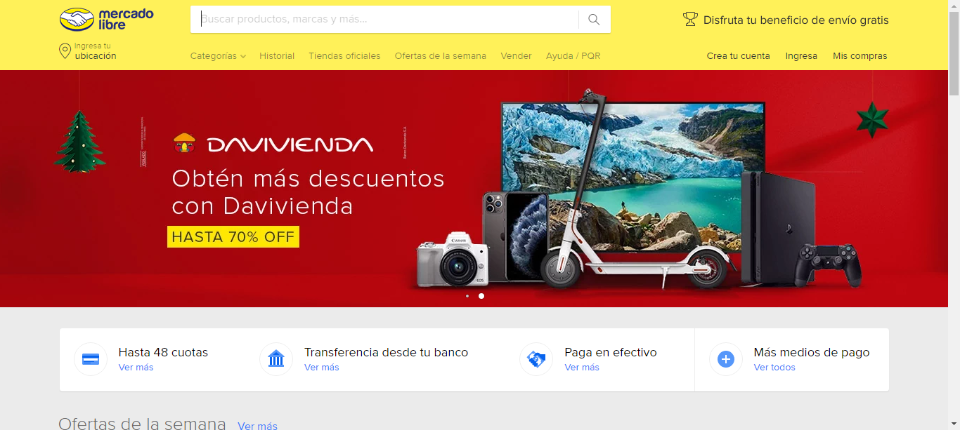 mercado
libre
Buscar productos, marcas y más...
Disfruta tu beneficio de envío gratis
Ingresa tu
ubicación
Categorías
Historial
Tiendas oficiales
Ofertas de la semana
Vender
Ayuda / PQR
Crea tu cuenta
Ingresa
Mis compras
DAVIVIENDA
Obtén más descuentos
con Davivienda
HASTA 70% OFF
Canon
Hasta 48 cuotas
Ver más
Transferencia desde tu banco
Ver más
Paga en efectivo
Ver más
Más medios de pago
Ver todos
Ofertas de la semana Ver más